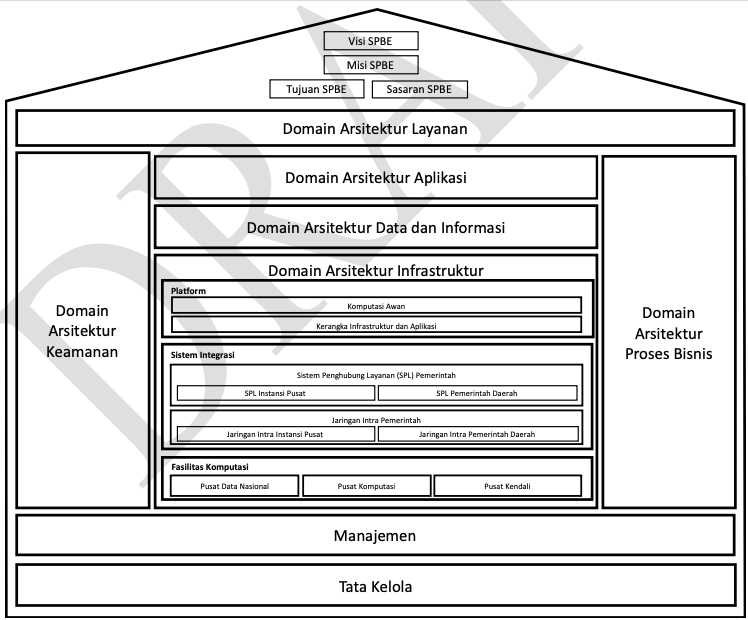 Visi SPBE
Misi SPBE
Tujuan SPBE
Sasaran SPBE
Domain Arsitektur Layanan
Domain Arsitektur Aplikasi
Domain Arsitektur Data dan Informasi
Domain Arsitektur Infrastruktur
Platform
Komputasi Awan
Kerangka Infrastruktur dan Aplikasi
Sistem Integrasi
Sistem Penghubung Layanan (SPL) Pemerintah
SPL Instansi Pusat
SPL Pemerintah Daerah
Jaringan Intra Pemerintah
Jaringan Intra Instansi Pusat
Jaringan Intra Pemerintah Daerah
Fasilitas Komputasi
Pusat Data Nasional
Pusat Komputasi
Pusat Kendali
Domain
Arsitektur
Keamanan
Domain
Arsitektur
Proses Bisnis
Manajemen
Tata Kelola
DRA